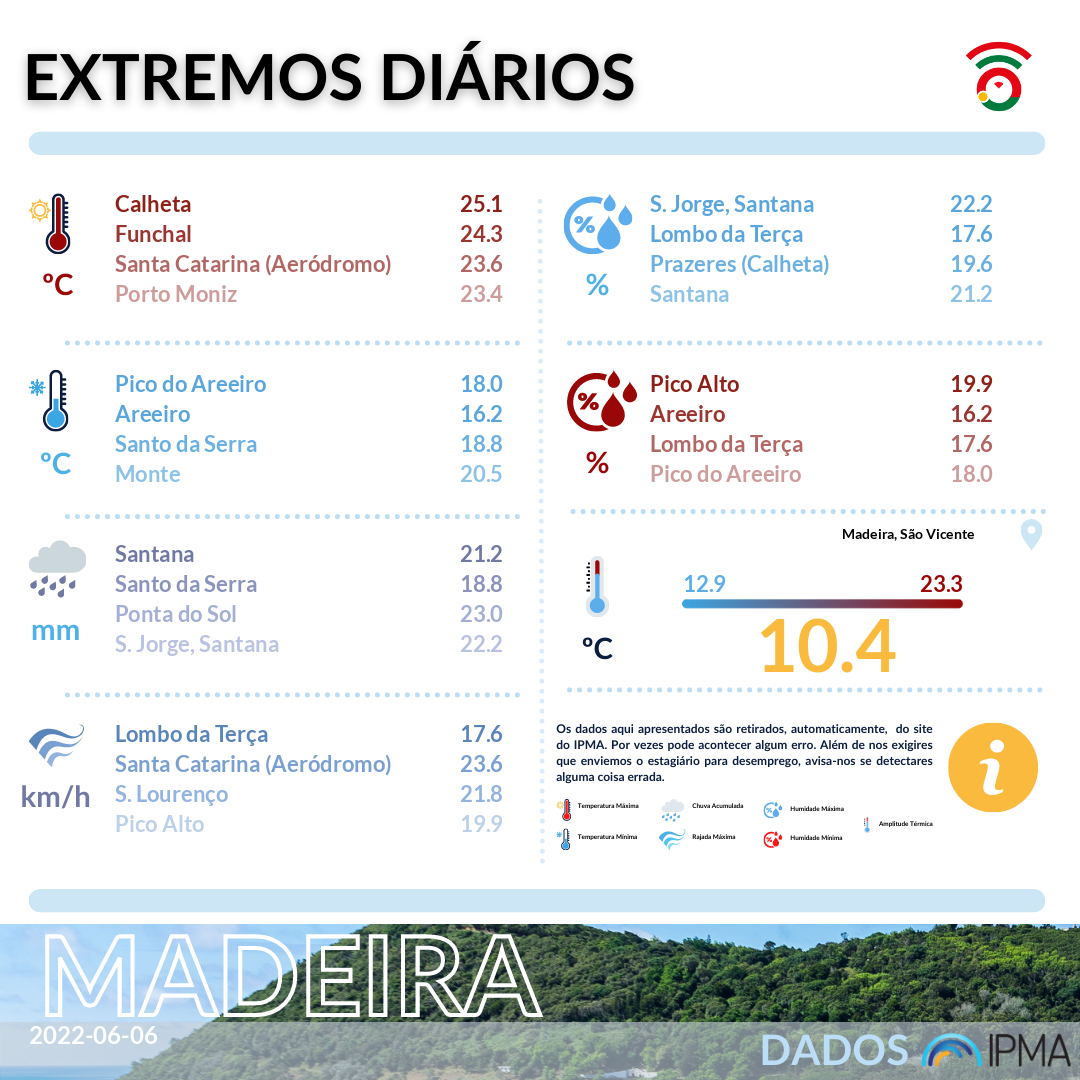 EXTREMOS DIÁRIOS
Calheta 25.1
Funchal 24.3
Santa Catarina (Aeródromo) 23.6
Porto Moniz 23.4
ºC
Pico do Areeiro 18.0
Areeiro 16.2
Santo da Serra 18.8
Monte 20.5
ºC
Santana 21.2
Santo da Serra 18.8
Ponta do Sol 23.0
S. Jorge, Santana 22.2
mm
Lombo da Terça 17.6
Santa Catarina (Aeródromo) 23.6
S. Lourenço 21.8
Pico Alto 19.9
km/h
%
S. Jorge, Santana 22.2
Lombo da Terça 17.6
Prazeres (Calheta) 19.6
Santana 21.2
%
%
Pico Alto 19.9
Areeiro 16.2
Lombo da Terça 17.6
Pico do Areeiro 18.0
%
Madeira, São Vicente
12.9 23.3
10.4
ºC
Os dados aqui apresentados são retirados, automaticamente, do site
do IPMA. Por vezes pode acontecer algum erro. Além de nos exigires
que enviemos o estagiário para desemprego, avisa-nos se detectares
alguma coisa errada.
i
Temperatura Máxima
Chuva Acumulada
Humidade Máxima
Amplitude Térmica
Temperatura Mínima
Rajada Máxima
Humidade Mínima
MADEIRA
2022-06-06
DADOS IPMA